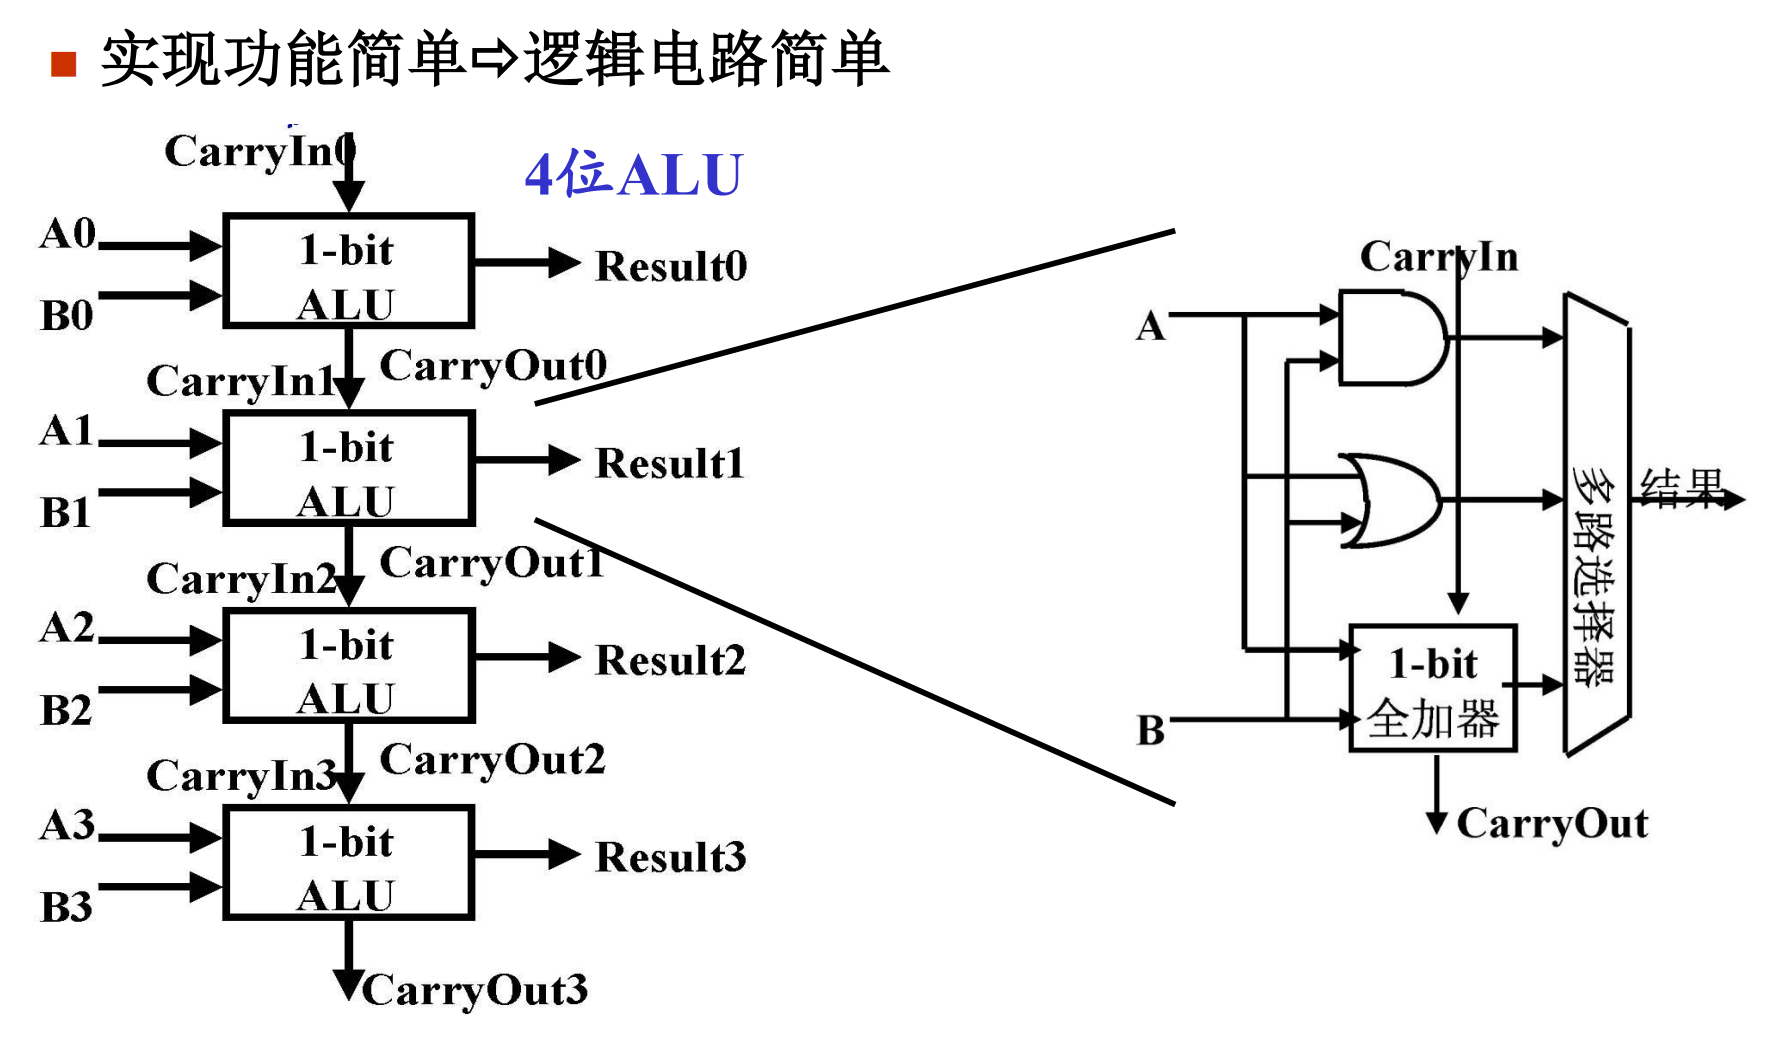 实现功能简单⇨逻辑电路简单
4位ALU
CarryIn0
A0
B0
1-bit
ALU
Result0
CarryIn1
CarryOut0
A1
B1
1-bit
ALU
Result1
CarryIn2
CarryOut1
A2
B2
1-bit
ALU
Result2
CarryIn3
CarryOut2
A3
B3
1-bit
ALU
Result3
CarryOut3
CarryIn
A
B
1-bit
全加器
多路选择器
结果
CarryOut